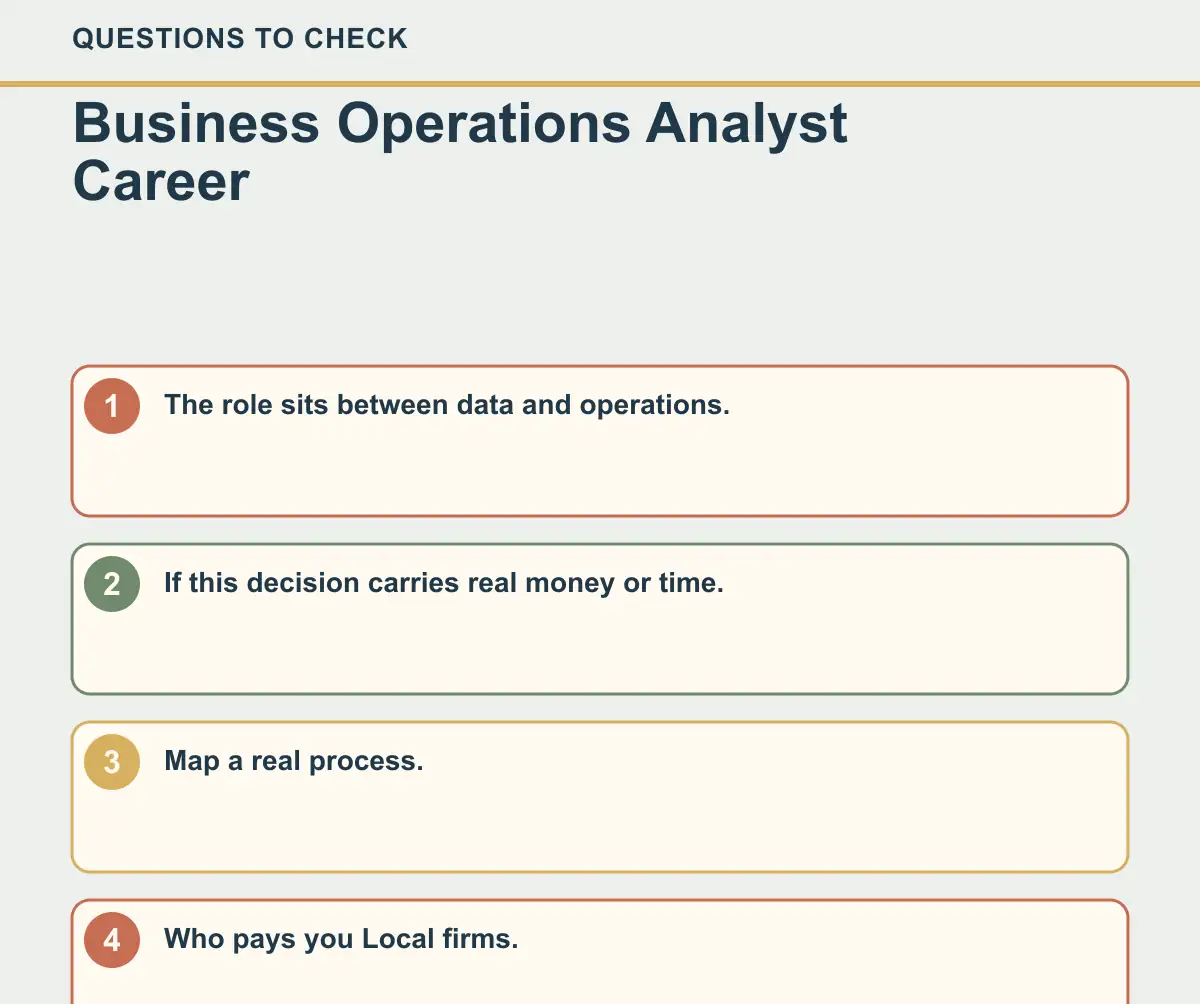 QUESTIONS TO CHECK
Business Operations Analyst
Career
1 The role sits between data and operations.
2 If this decision carries real money or time.
3 Map a real process.
4 Who pays you Local firms.